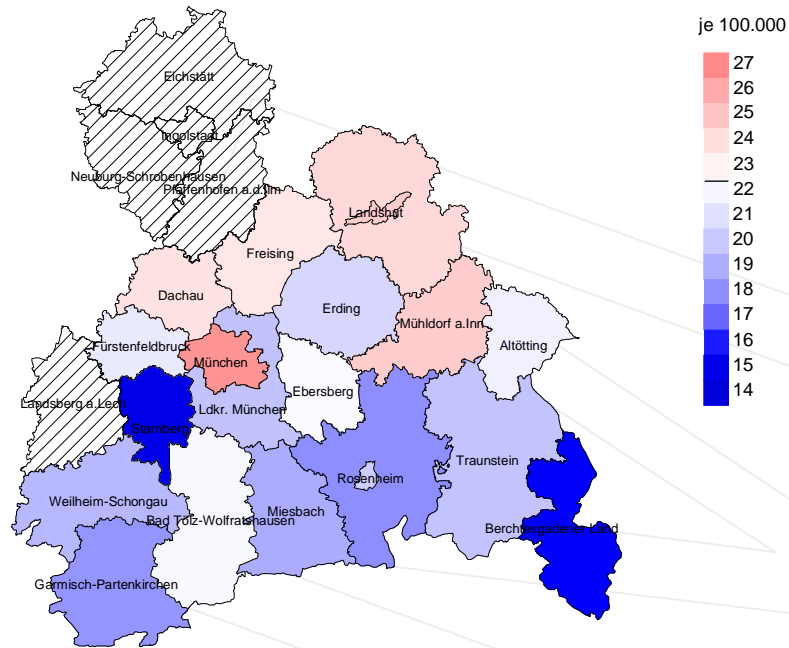 je 100.000
27
26
25
24
23
22
21
20
19
18
17
16
15
14
Eichstätt
Ingolstadt
Neuburg-Schrobenhausen
Pfaffenhofen a.d.Ilm
Landshut
Freising
Dachau
Erding
Mühldorf a.Inn
Altötting
Fürstenfeldbruck
München
Ebersberg
Landsberg a.Lech
Ldkr. München
Starnberg
Traunstein
Rosenheim
Weilheim-Schongau
Miesbach
Bad Tölz-Wolfratshausen
Berchtesgadener Land
Garmisch-Partenkirchen